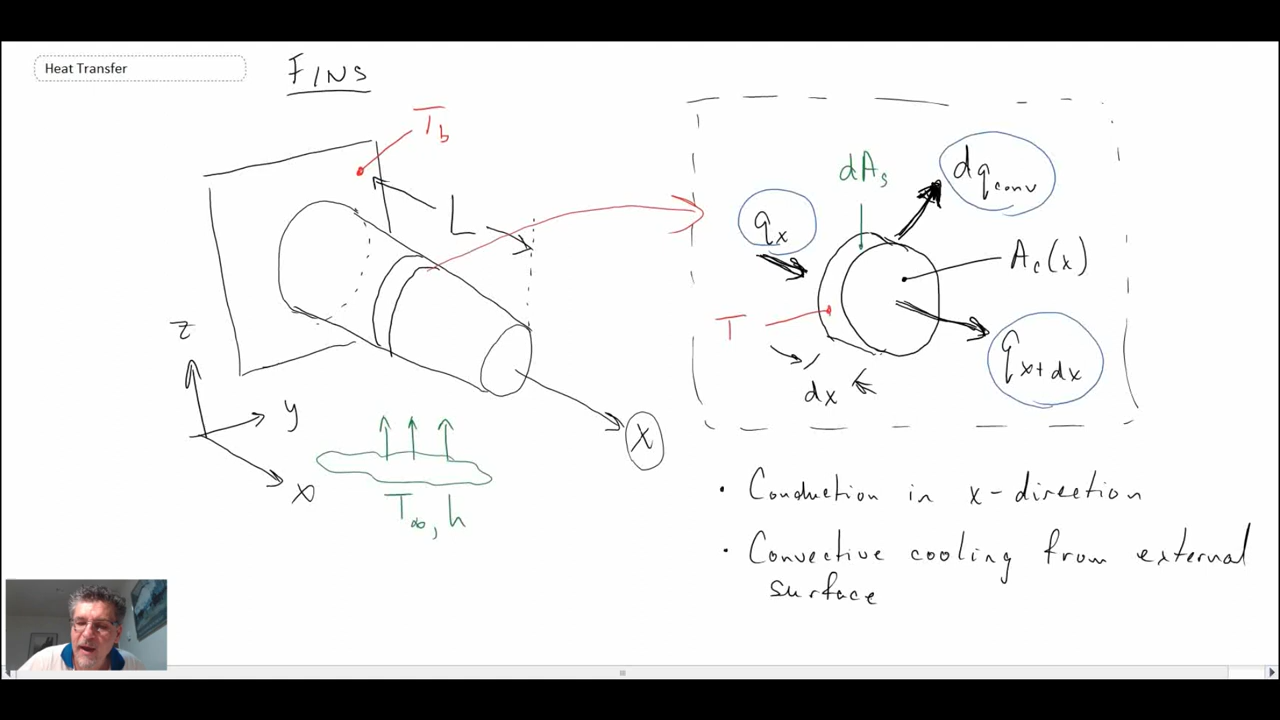 Heat Transfer
FINS
T_b
L
z
y
x
x
T_∞, h
dA_s
dq_conv
q_x
A_c(x)
T
q_x+dx
dx
• Conduction in x-direction
• Convective cooling from external
surface